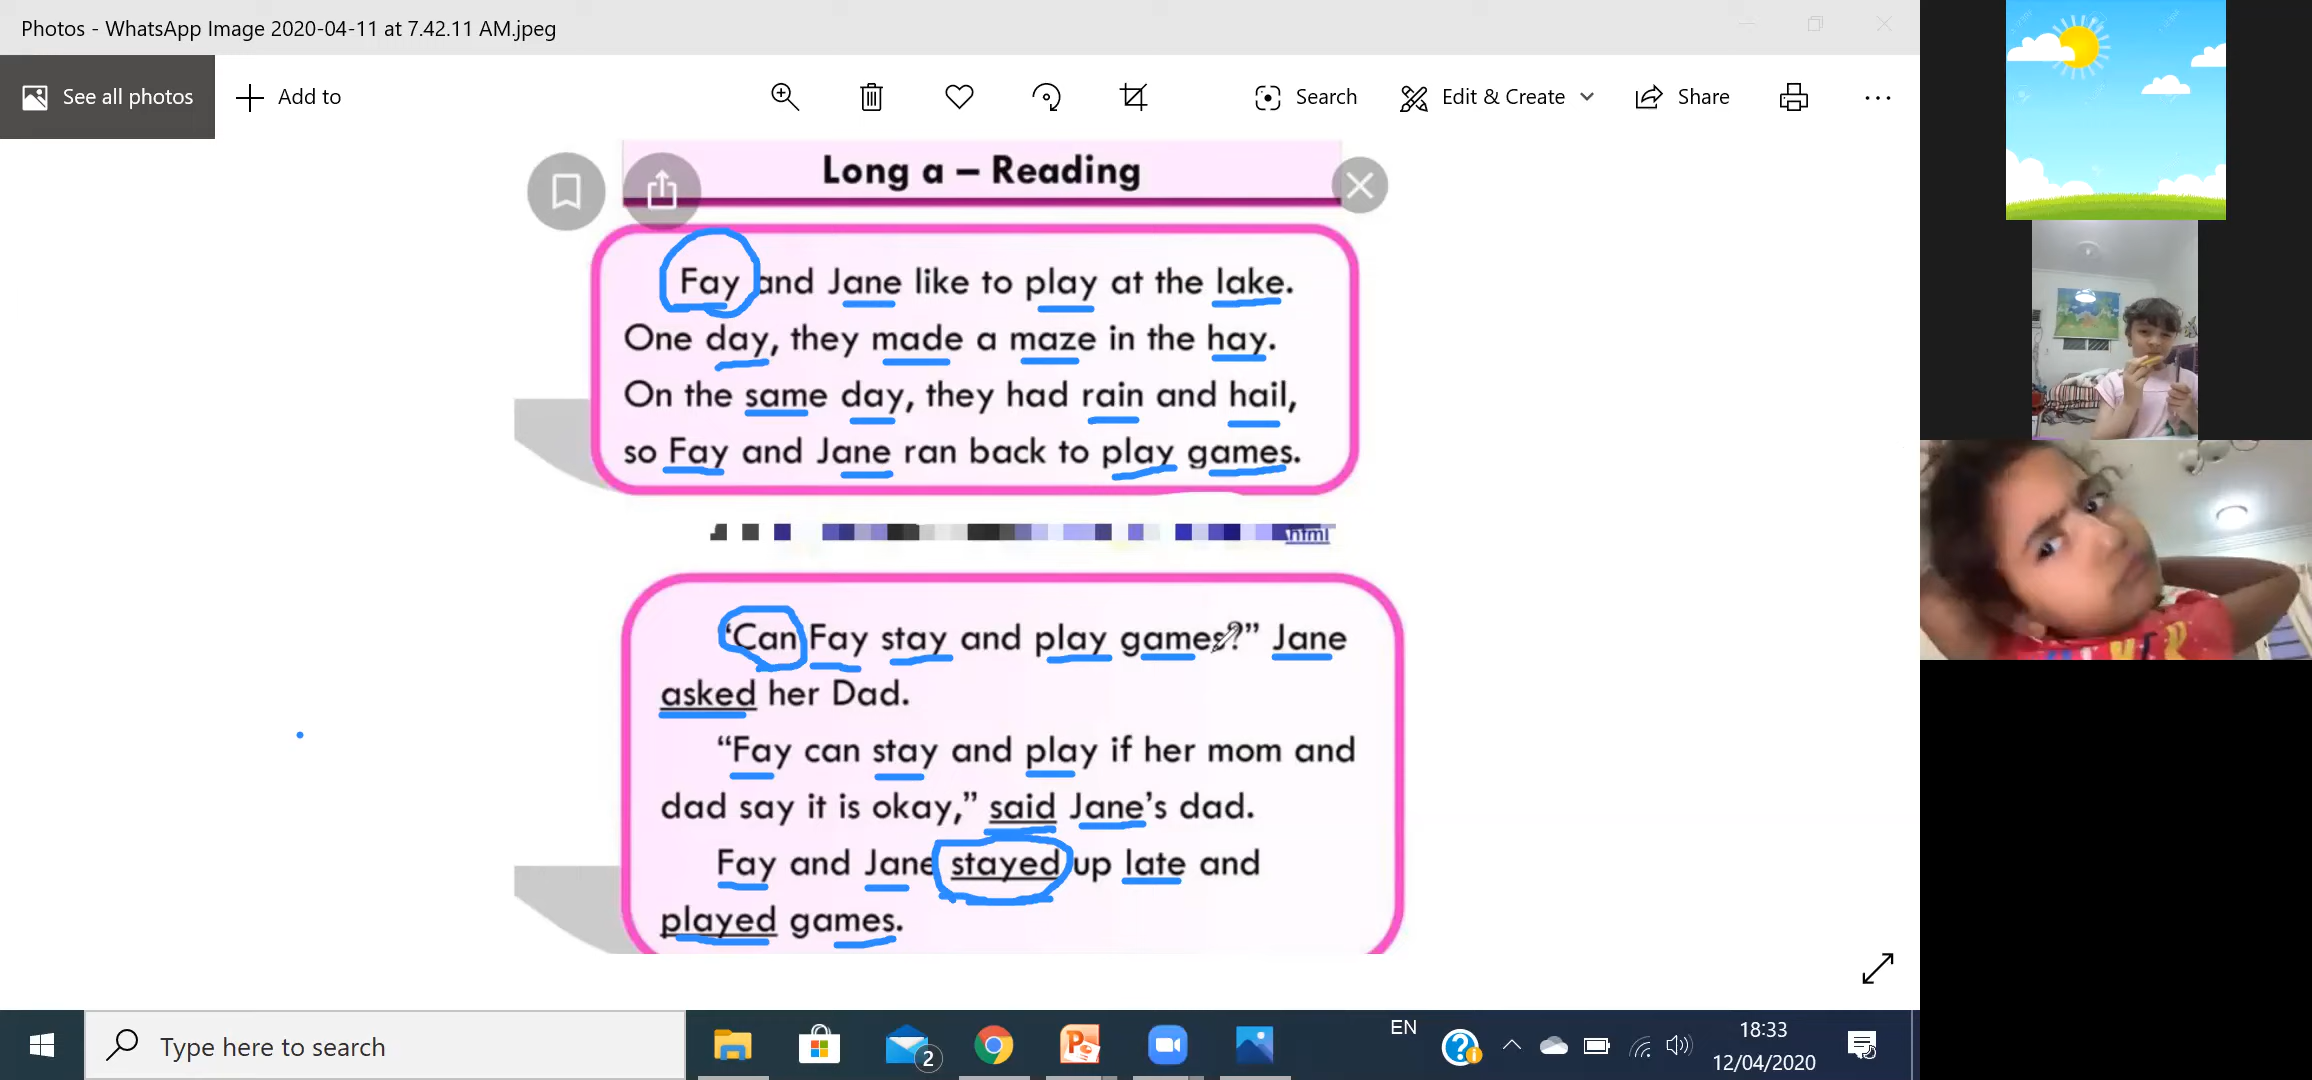 Photos - WhatsApp Image 2020-04-11 at 7.42.11 AM.jpeg
See all photos
Add to
Search
Edit & Create
Share
Long a – Reading
Fay and Jane like to play at the lake.
One day, they made a maze in the hay.
On the same day, they had rain and hail,
so Fay and Jane ran back to play games.
html
“Can Fay stay and play games?” Jane
asked her Dad.
“Fay can stay and play if her mom and
dad say it is okay,” said Jane’s dad.
Fay and Jane stayed up late and
played games.
Type here to search
2
EN
18:33
12/04/2020